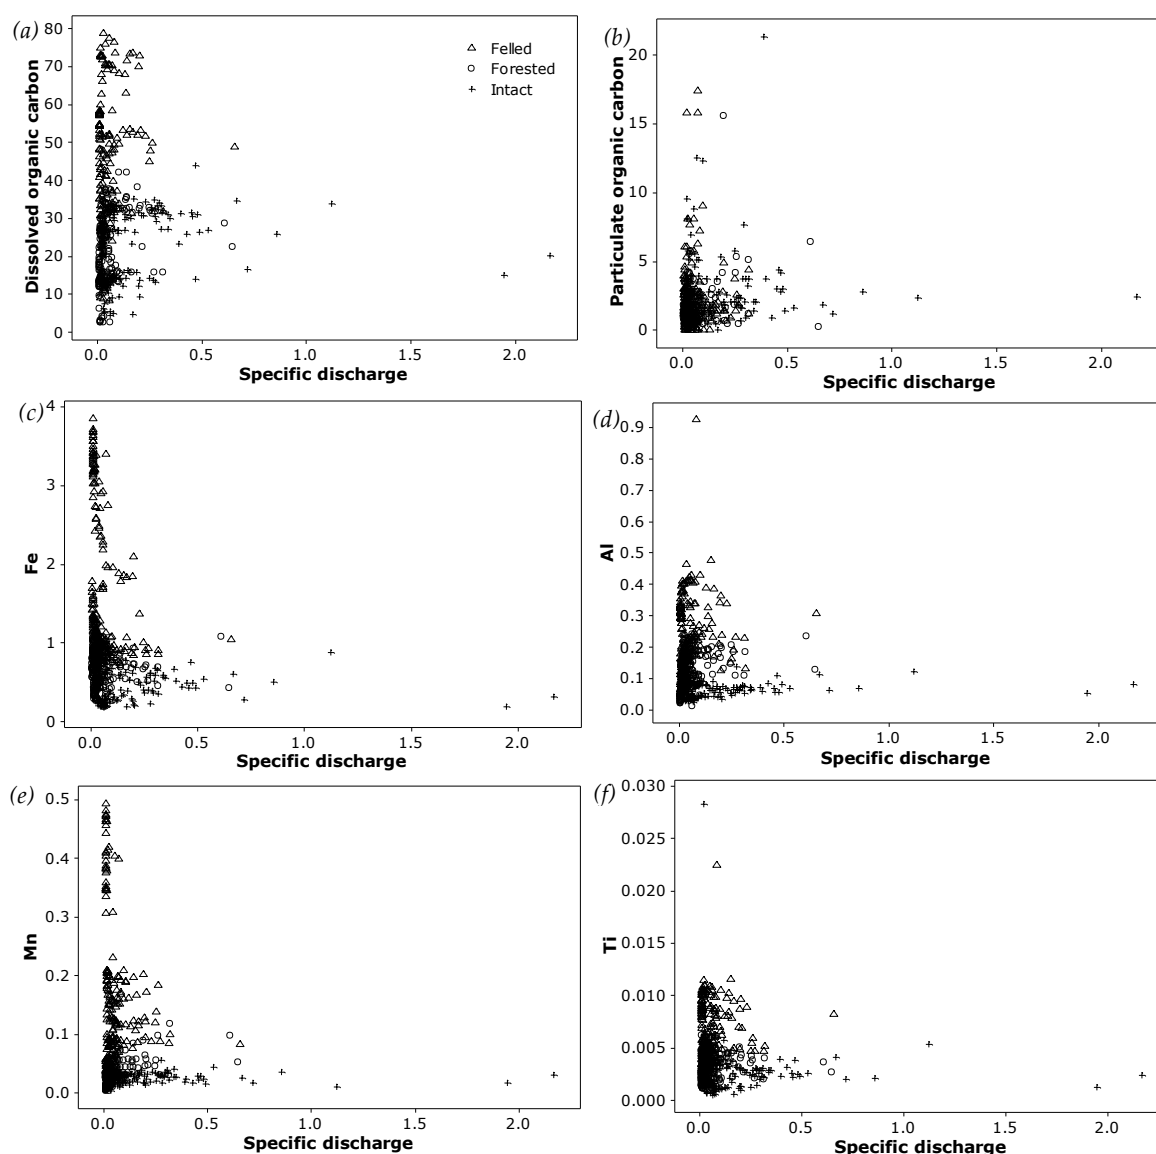 (a)
Dissolved organic carbon
80
70
60
50
40
30
20
10
0
Felled
Forested
Intact
0.0 0.5 1.0 1.5 2.0
Specific discharge
(b)
Particulate organic carbon
20
15
10
5
0
0.0 0.5 1.0 1.5 2.0
Specific discharge
(c)
Fe
4
3
2
1
0
0.0 0.5 1.0 1.5 2.0
Specific discharge
(d)
Al
0.9
0.8
0.7
0.6
0.5
0.4
0.3
0.2
0.1
0.0
0.0 0.5 1.0 1.5 2.0
Specific discharge
(e)
Mn
0.5
0.4
0.3
0.2
0.1
0.0
0.0 0.5 1.0 1.5 2.0
Specific discharge
(f)
Ti
0.030
0.025
0.020
0.015
0.010
0.005
0.000
0.0 0.5 1.0 1.5 2.0
Specific discharge